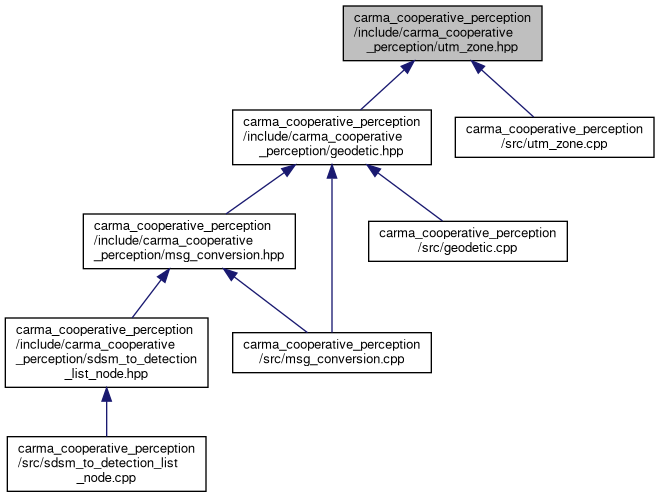 carma_cooperative_perception
/include/carma_cooperative
_perception/utm_zone.hpp
carma_cooperative_perception
/include/carma_cooperative
_perception/geodetic.hpp
carma_cooperative_perception
/src/utm_zone.cpp
carma_cooperative_perception
/include/carma_cooperative
_perception/msg_conversion.hpp
carma_cooperative_perception
/src/geodetic.cpp
carma_cooperative_perception
/include/carma_cooperative
_perception/sdsm_to_detection
_list_node.hpp
carma_cooperative_perception
/src/msg_conversion.cpp
carma_cooperative_perception
/src/sdsm_to_detection_list
_node.cpp